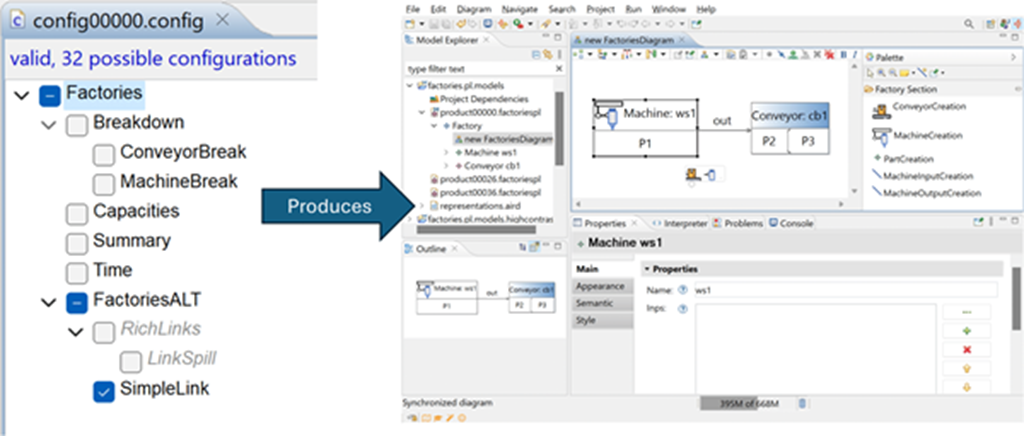 config00000.config
valid, 32 possible configurations
Factories
Breakdown
ConveyorBreak
MachineBreak
Capacities
Summary
Time
FactoriesALT
RichLinks
LinkSpill
SimpleLink
Produces
File Edit Diagram Navigate Search Project Run Window Help
Model Explorer
type filter text
factories.pl.models
Project Dependencies
product00000.factoriespl
Factory
new FactoriesDiagram
Machine ws1
Conveyor cb1
product00026.factoriespl
product00036.factoriespl
representations.aird
factories.pl.models.highcontras
Outline
Machine: ws1
P1
out
Conveyor: cb1
P2 P3
new FactoriesDiagram
Machine: ws1
P1
out
Conveyor: cb1
P2 P3
Palette
Factory Section
ConveyorCreation
MachineCreation
PartCreation
MachineInputCreation
MachineOutputCreation
Properties Interpreter Problems Console
Machine ws1
Main
Appearance
Semantic
Style
Properties
Name: ws1
Inps:
Synchronized diagram
395M of 668M